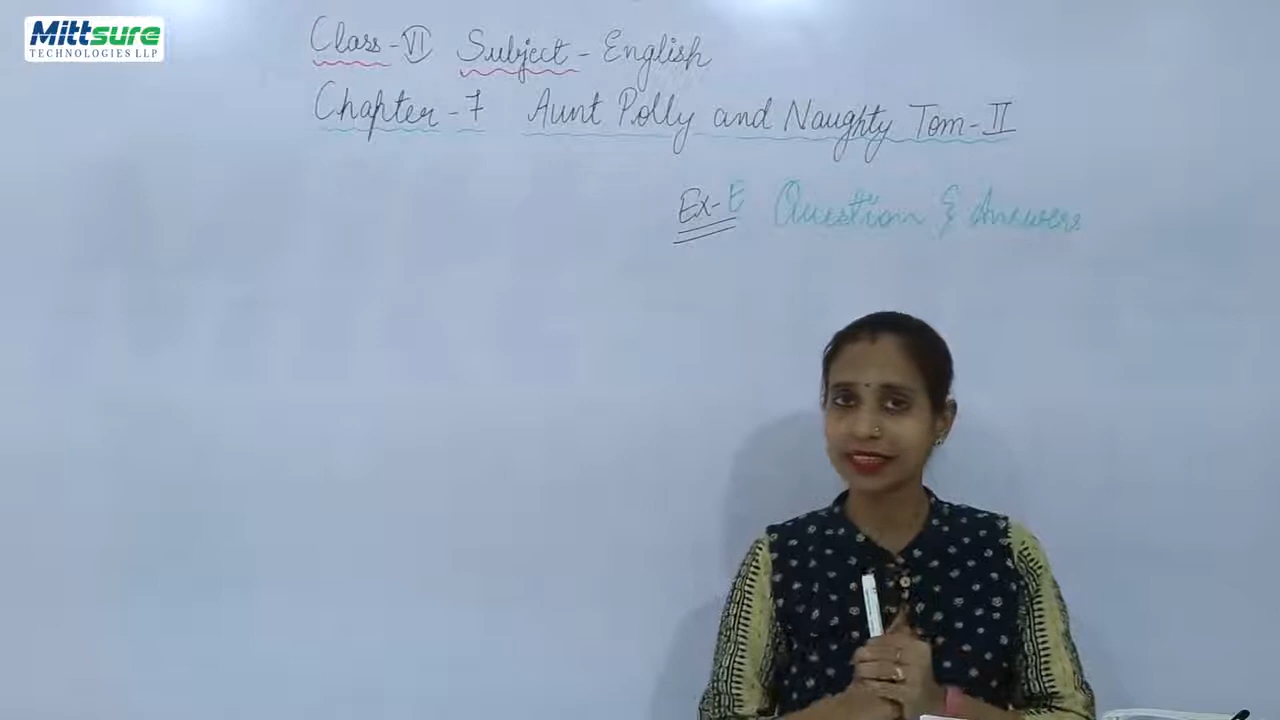 Mittsure
TECHNOLOGIES LLP
Class-VI Subject-English
Chapter-7 Aunt Polly and Naughty Tom-II
Ex-E Question & Answers